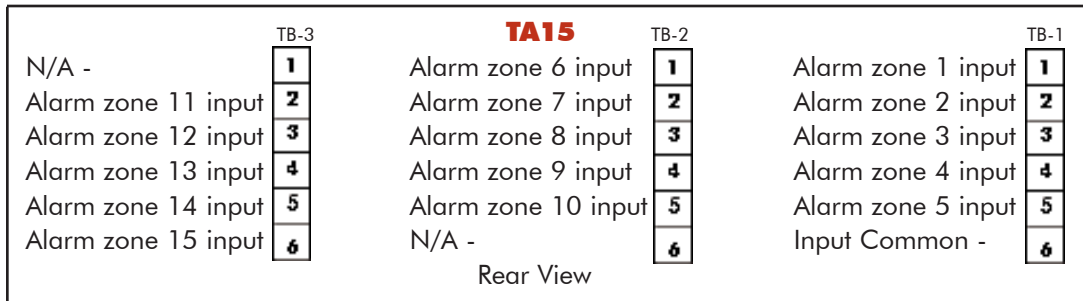 TA15
TB-3
N/A - 1
Alarm zone 11 input 2
Alarm zone 12 input 3
Alarm zone 13 input 4
Alarm zone 14 input 5
Alarm zone 15 input 6
TB-2
Alarm zone 6 input 1
Alarm zone 7 input 2
Alarm zone 8 input 3
Alarm zone 9 input 4
Alarm zone 10 input 5
N/A - 6
TB-1
Alarm zone 1 input 1
Alarm zone 2 input 2
Alarm zone 3 input 3
Alarm zone 4 input 4
Alarm zone 5 input 5
Input Common - 6
Rear View